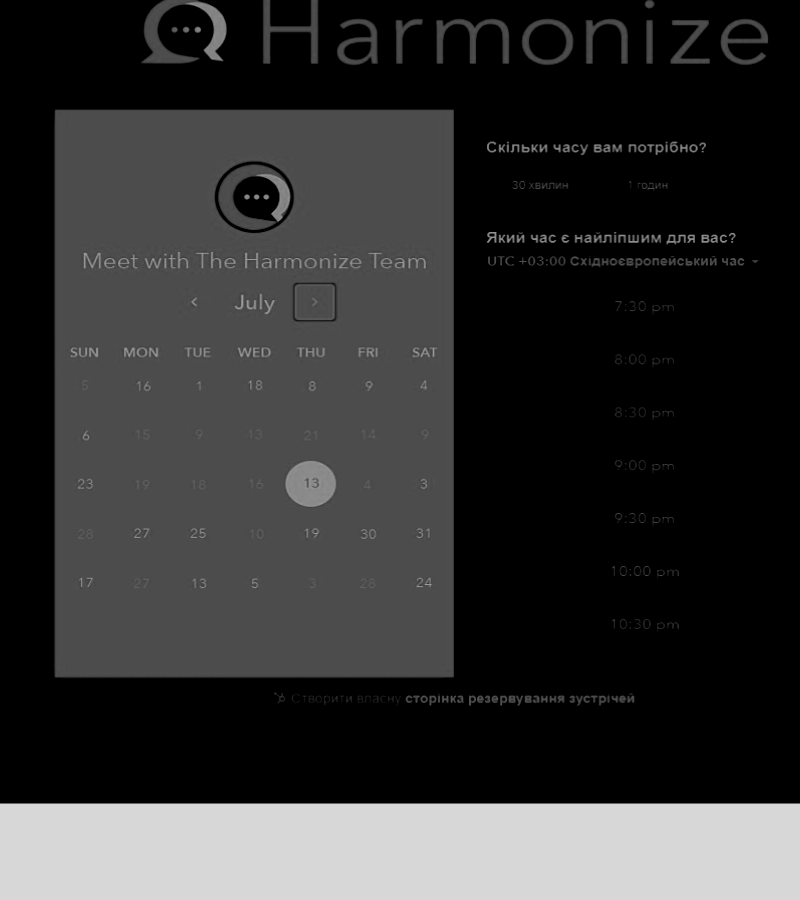 Harmonize
Meet with The Harmonize Team
July
SUN MON TUE WED THU FRI SAT
5 16 1 18 8 9 4
6 15 9 13 21 14 9
23 19 18 16 13 4 3
28 27 25 10 19 30 31
17 27 13 5 3 28 24
Скільки часу вам потрібно?
30 хвилин 1 годин
Який час є найліпшим для вас?
UTC +03:00 Східноєвропейський час
7:30 pm
8:00 pm
8:30 pm
9:00 pm
9:30 pm
10:00 pm
10:30 pm
Створити власну сторінка резервування зустрічей